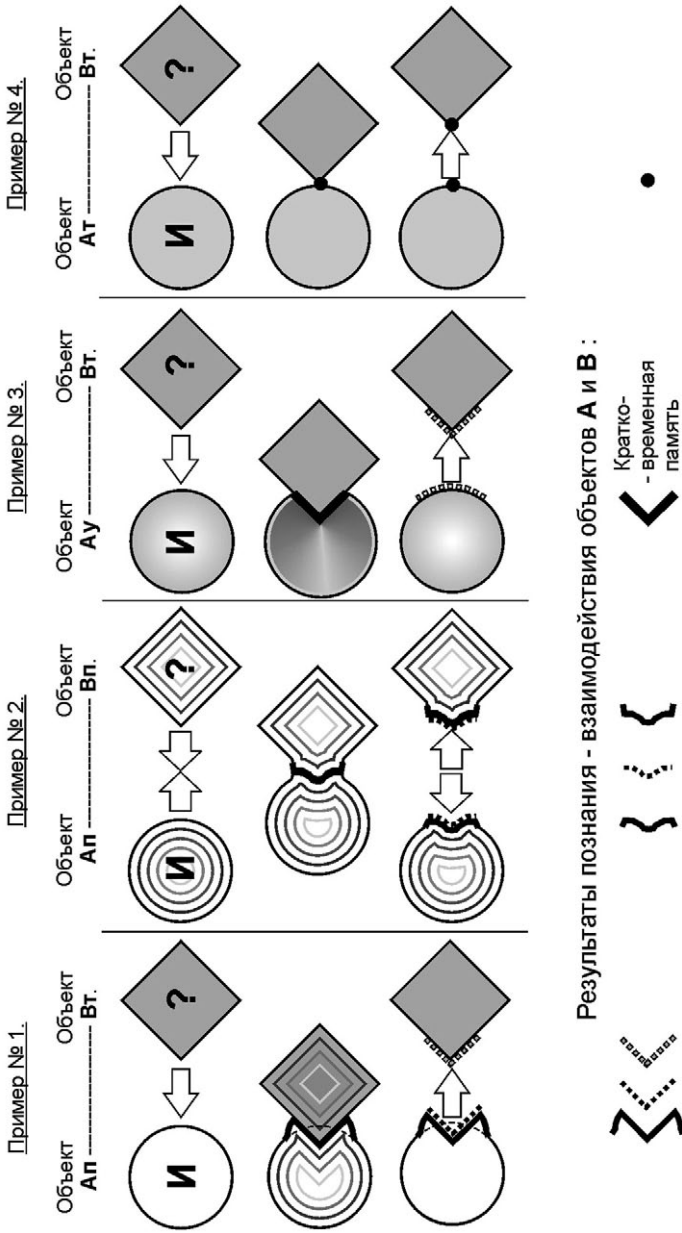 Пример № 1.
Объект Объект
Ап ---------------- Вт.
И ?
Пример № 2.
Объект Объект
Ап ---------------- Вп.
И ?
Пример № 3.
Объект Объект
Ау ---------------- Вт.
И ?
Пример № 4.
Объект Объект
Ат ---------------- Вт.
И ?
Результаты познания - взаимодействия объектов А и В :
Кратко-
- временная
память